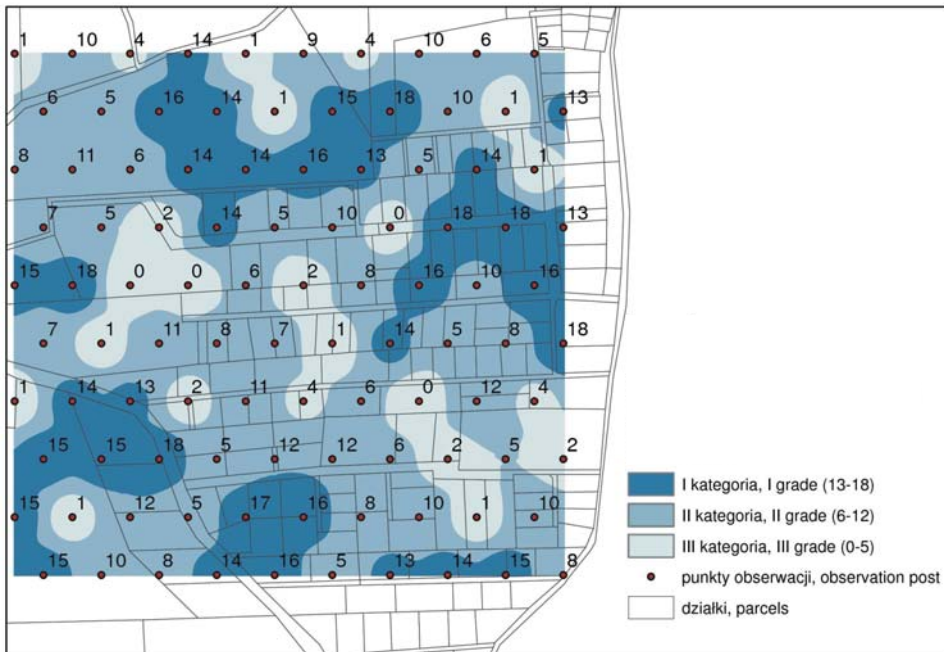 1 10 4 14 1 9 4 10 6 5
6 5 16 14 1 15 18 10 1 13
8 11 6 14 14 16 13 5 14 1
7 5 2 14 5 10 0 18 18 13
15 18 0 0 6 2 8 16 10 16
7 1 11 8 7 1 14 5 8 18
1 14 13 2 11 4 6 0 12 4
15 15 18 5 12 12 6 2 5 2
15 1 12 5 17 16 8 10 1 10
15 10 8 14 16 5 13 14 15 8
I kategoria, I grade (13-18)
II kategoria, II grade (6-12)
III kategoria, III grade (0-5)
punkty obserwacji, observation post
działki, parcels